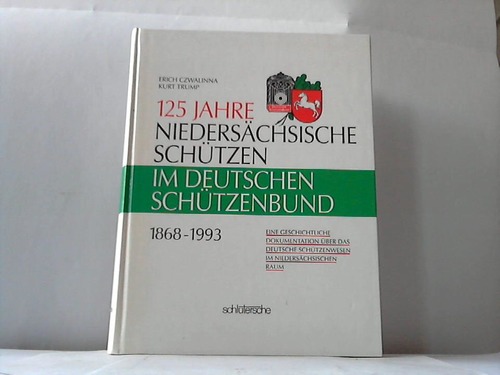 ERICH CZWALINNA
KURT TRUMP
125 JAHRE
NIEDERSÄCHSISCHE
SCHÜTZEN
IM DEUTSCHEN
SCHÜTZENBUND
1868-1993
EINE GESCHICHTLICHE
DOKUMENTATION ÜBER DAS
DEUTSCHE SCHÜTZENWESEN
IM NIEDERSÄCHSISCHEN
RAUM
schlütersche